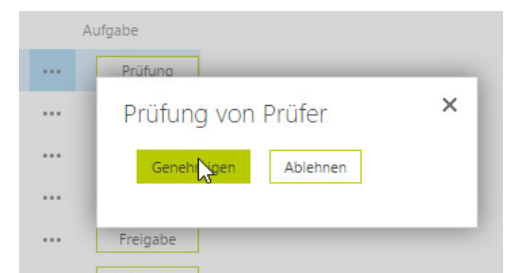 Aufgabe
Prüfung
Prüfung von Prüfer
Genehmigen
Ablehnen
Freigabe